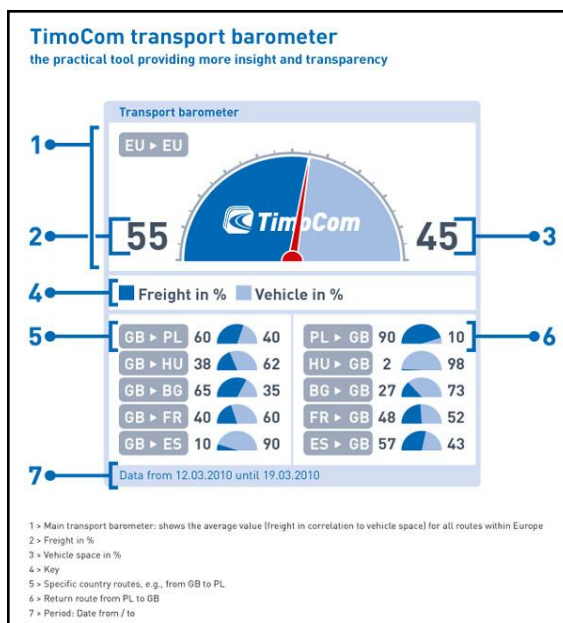 TimoCom transport barometer
the practical tool providing more insight and transparency
Transport barometer
1
EU ▸ EU
2
55
TimoCom
45
3
4
Freight in %
Vehicle in %
5
GB ▸ PL 60 40
PL ▸ GB 90 10
6
GB ▸ HU 38 62
HU ▸ GB 2 98
GB ▸ BG 65 35
BG ▸ GB 27 73
GB ▸ FR 40 60
FR ▸ GB 48 52
GB ▸ ES 10 90
ES ▸ GB 57 43
7
Data from 12.03.2010 until 19.03.2010
1 > Main transport barometer: shows the average value (freight in correlation to vehicle space) for all routes within Europe
2 > Freight in %
3 > Vehicle space in %
4 > Key
5 > Specific country routes, e.g., from GB to PL
6 > Return route from PL to GB
7 > Period: Date from / to